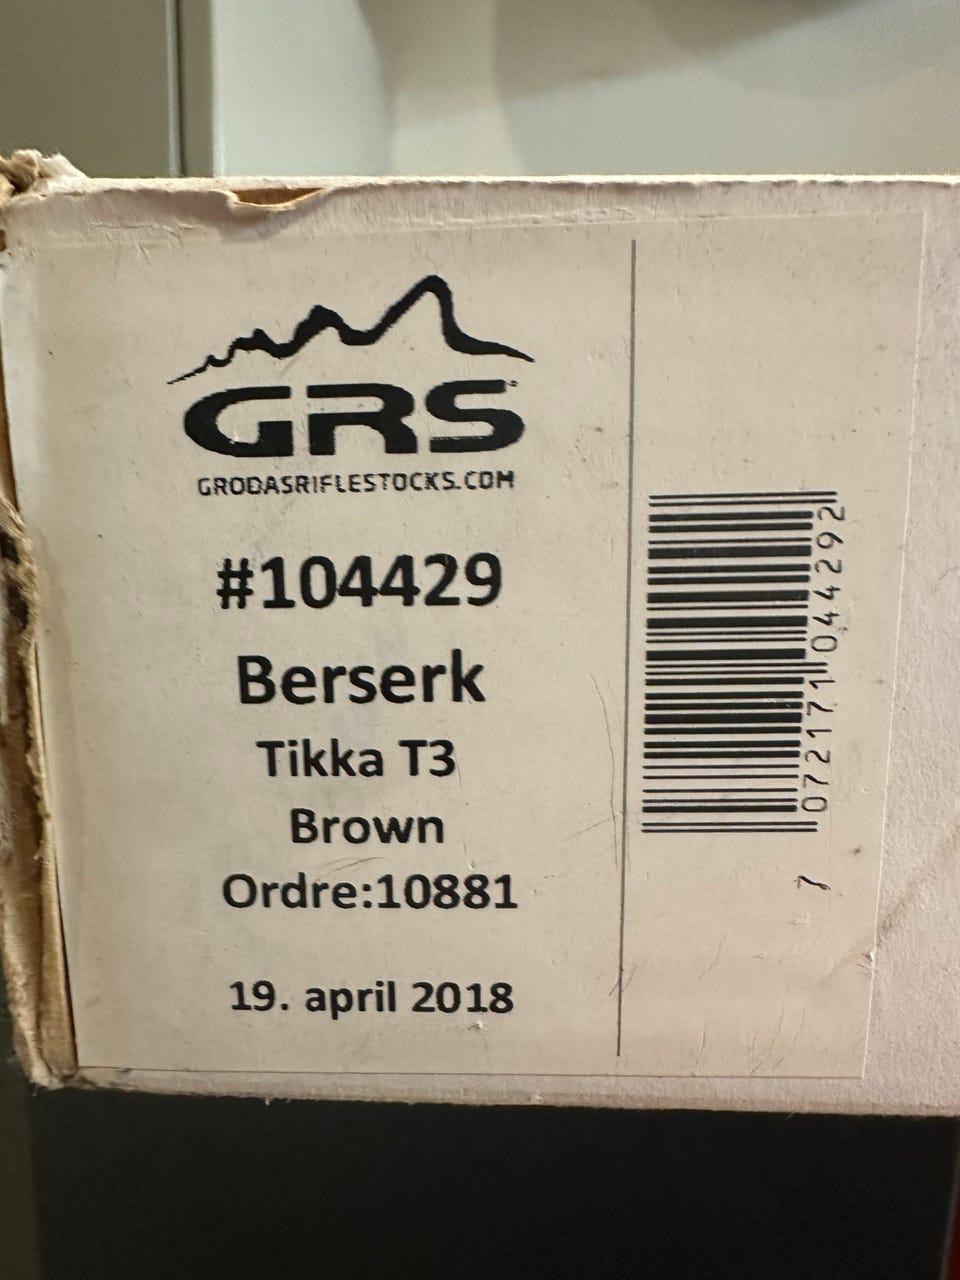 GRS
GRODASRIFLESTOCKS.COM
#104429
Berserk
Tikka T3
Brown
Ordre:10881
19. april 2018
7 072171 044292